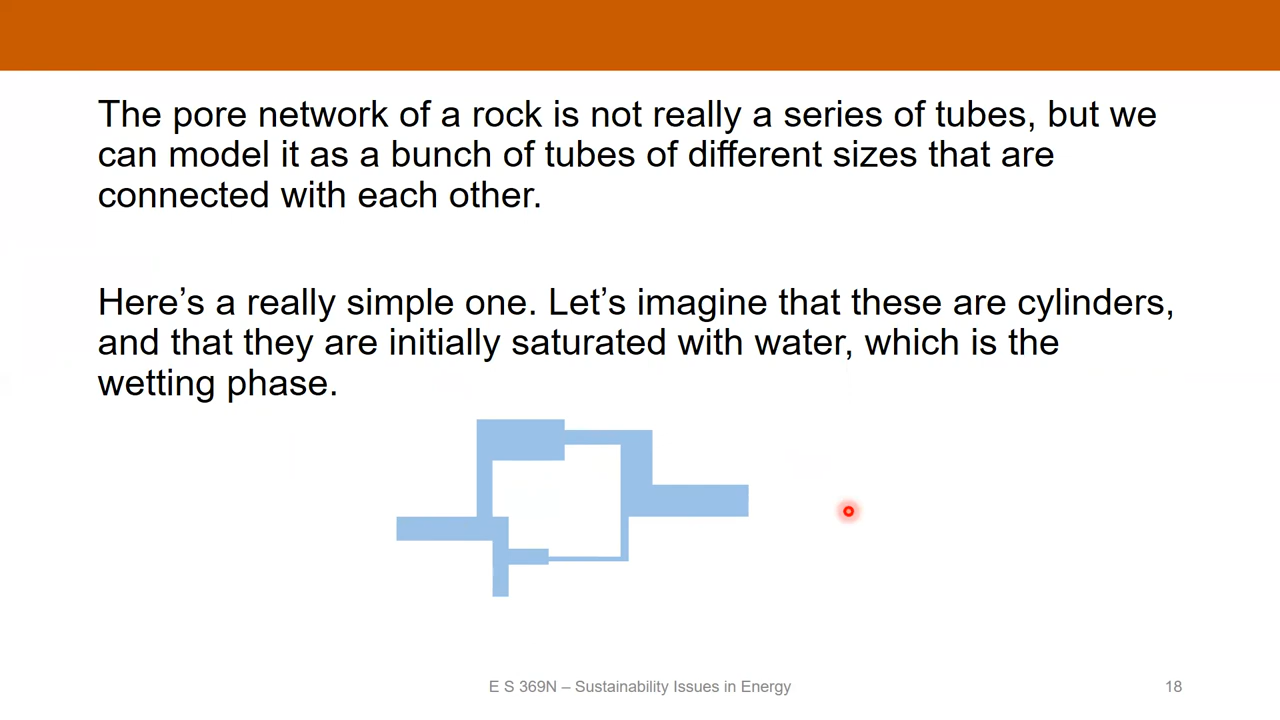 The pore network of a rock is not really a series of tubes, but we
can model it as a bunch of tubes of different sizes that are
connected with each other.
Here’s a really simple one. Let’s imagine that these are cylinders,
and that they are initially saturated with water, which is the
wetting phase.
E S 369N – Sustainability Issues in Energy
18